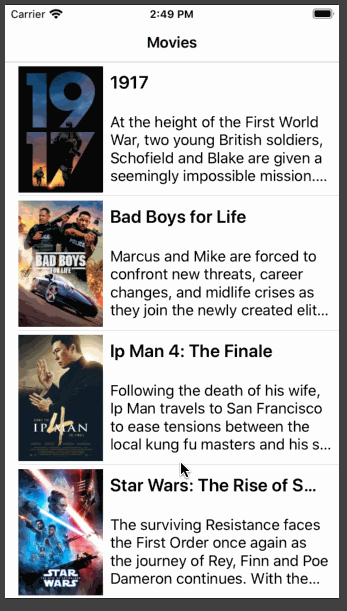 Carrier 2:49 PM
Movies
19
17
1917
At the height of the First World
War, two young British soldiers,
Schofield and Blake are given a
seemingly impossible mission....
BAD BOYS
FOR LIFE
Bad Boys for Life
Marcus and Mike are forced to
confront new threats, career
changes, and midlife crises as
they join the newly created elit...
IP MAN
4
Ip Man 4: The Finale
Following the death of his wife,
Ip Man travels to San Francisco
to ease tensions between the
local kung fu masters and his s...
STAR
WARS
Star Wars: The Rise of S...
The surviving Resistance faces
the First Order once again as
the journey of Rey, Finn and Poe
Dameron continues. With the...